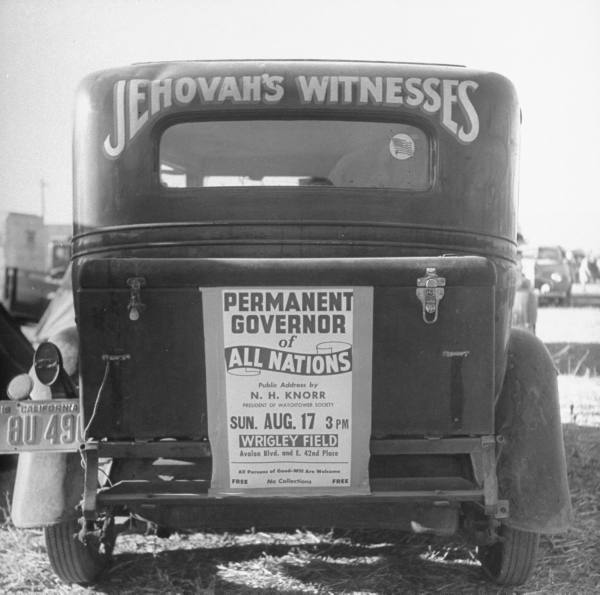 JEHOVAH'S WITNESSES
PERMANENT
GOVERNOR
of
ALL NATIONS
Public Address by
N. H. KNORR
PRESIDENT OF WATCHTOWER SOCIETY
SUN. AUG. 17 3 PM
WRIGLEY FIELD
Avalon Blvd. and E. 42nd Place
All Persons of Good-Will Are Welcome
FREE No Collections FREE
CALIFORNIA
8U 49